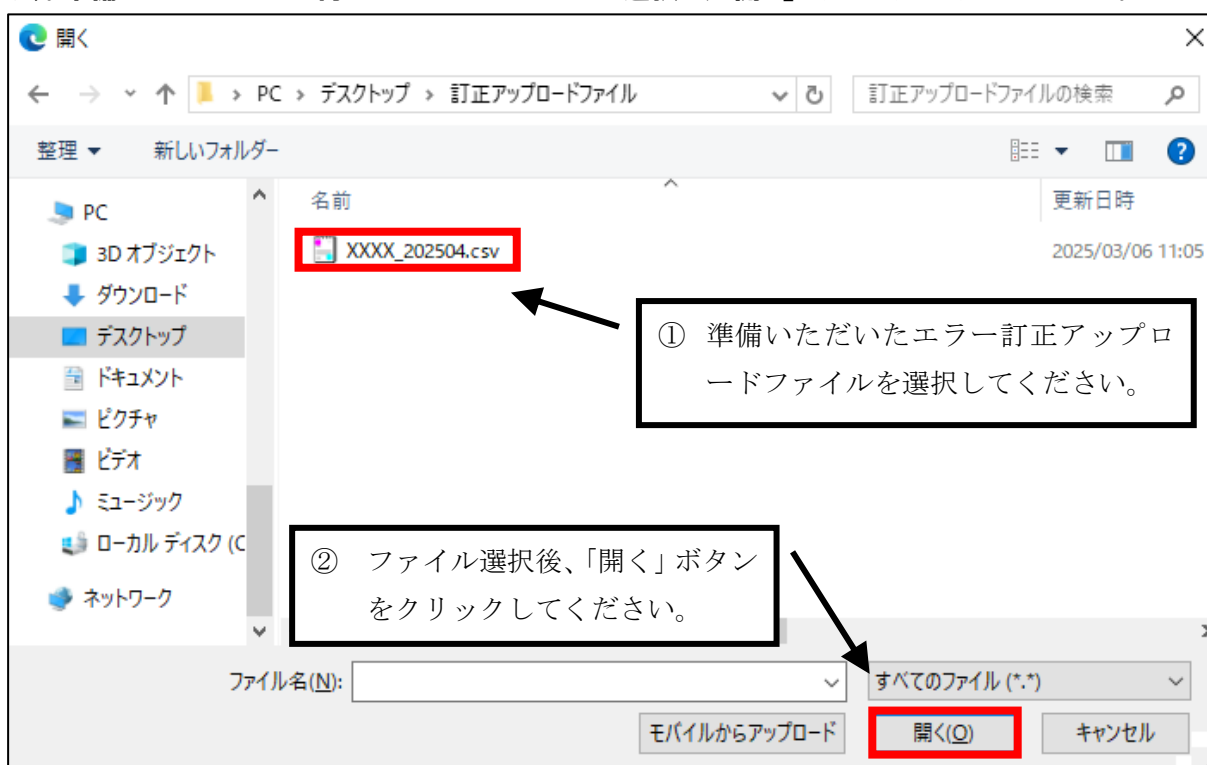 開く
PC > デスクトップ > 訂正アップロードファイル
訂正アップロードファイルの検索
整理
新しいフォルダー
名前
更新日時
PC
3D オブジェクト
ダウンロード
デスクトップ
ドキュメント
ピクチャ
ビデオ
ミュージック
ローカル ディスク (C
ネットワーク
XXXX_202504.csv
2025/03/06 11:05
① 準備いただいたエラー訂正アップロ
ードファイルを選択してください。
② ファイル選択後、「開く」ボタン
をクリックしてください。
ファイル名(N):
すべてのファイル (*.*)
モバイルからアップロード
開く(O)
キャンセル